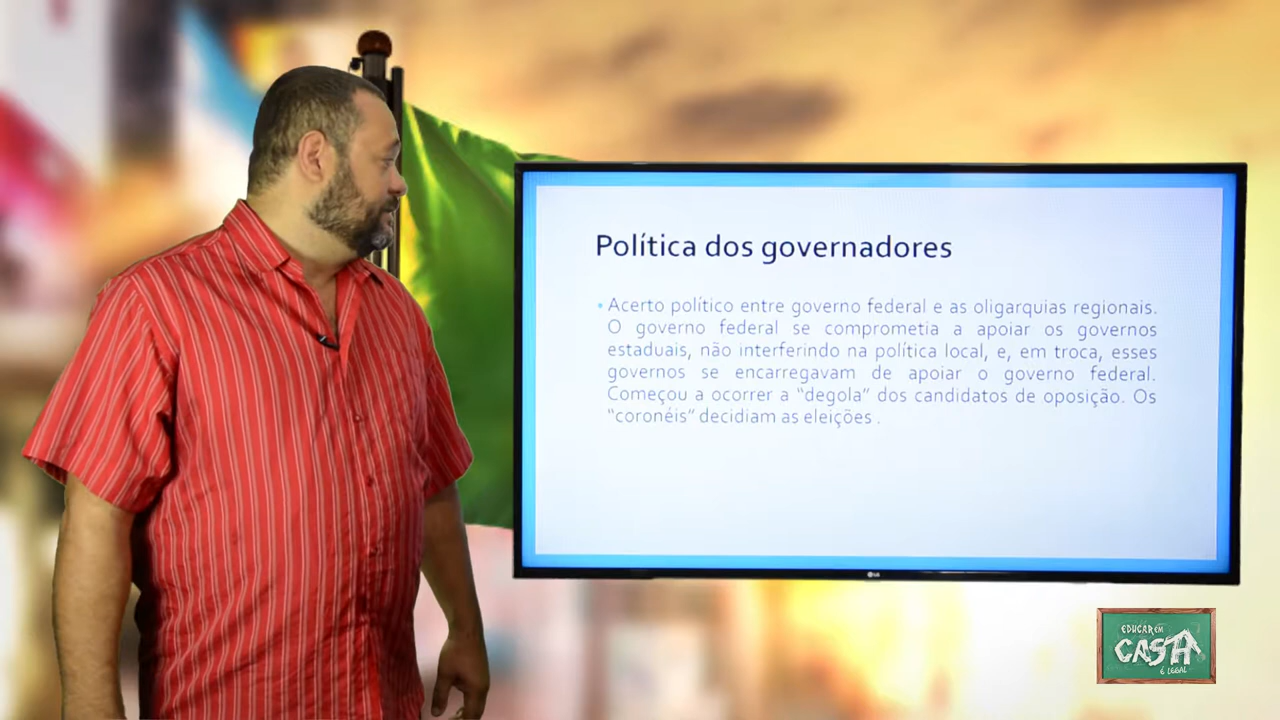 Política dos governadores
Acerto político entre governo federal e as oligarquias regionais.
O governo federal se comprometia a apoiar os governos
estaduais, não interferindo na política local, e, em troca, esses
governos se encarregavam de apoiar o governo federal.
Começou a ocorrer a “degola” dos candidatos de oposição. Os
“coronéis” decidiam as eleições .
LG
EDUCAR EM
CASA
É LEGAL